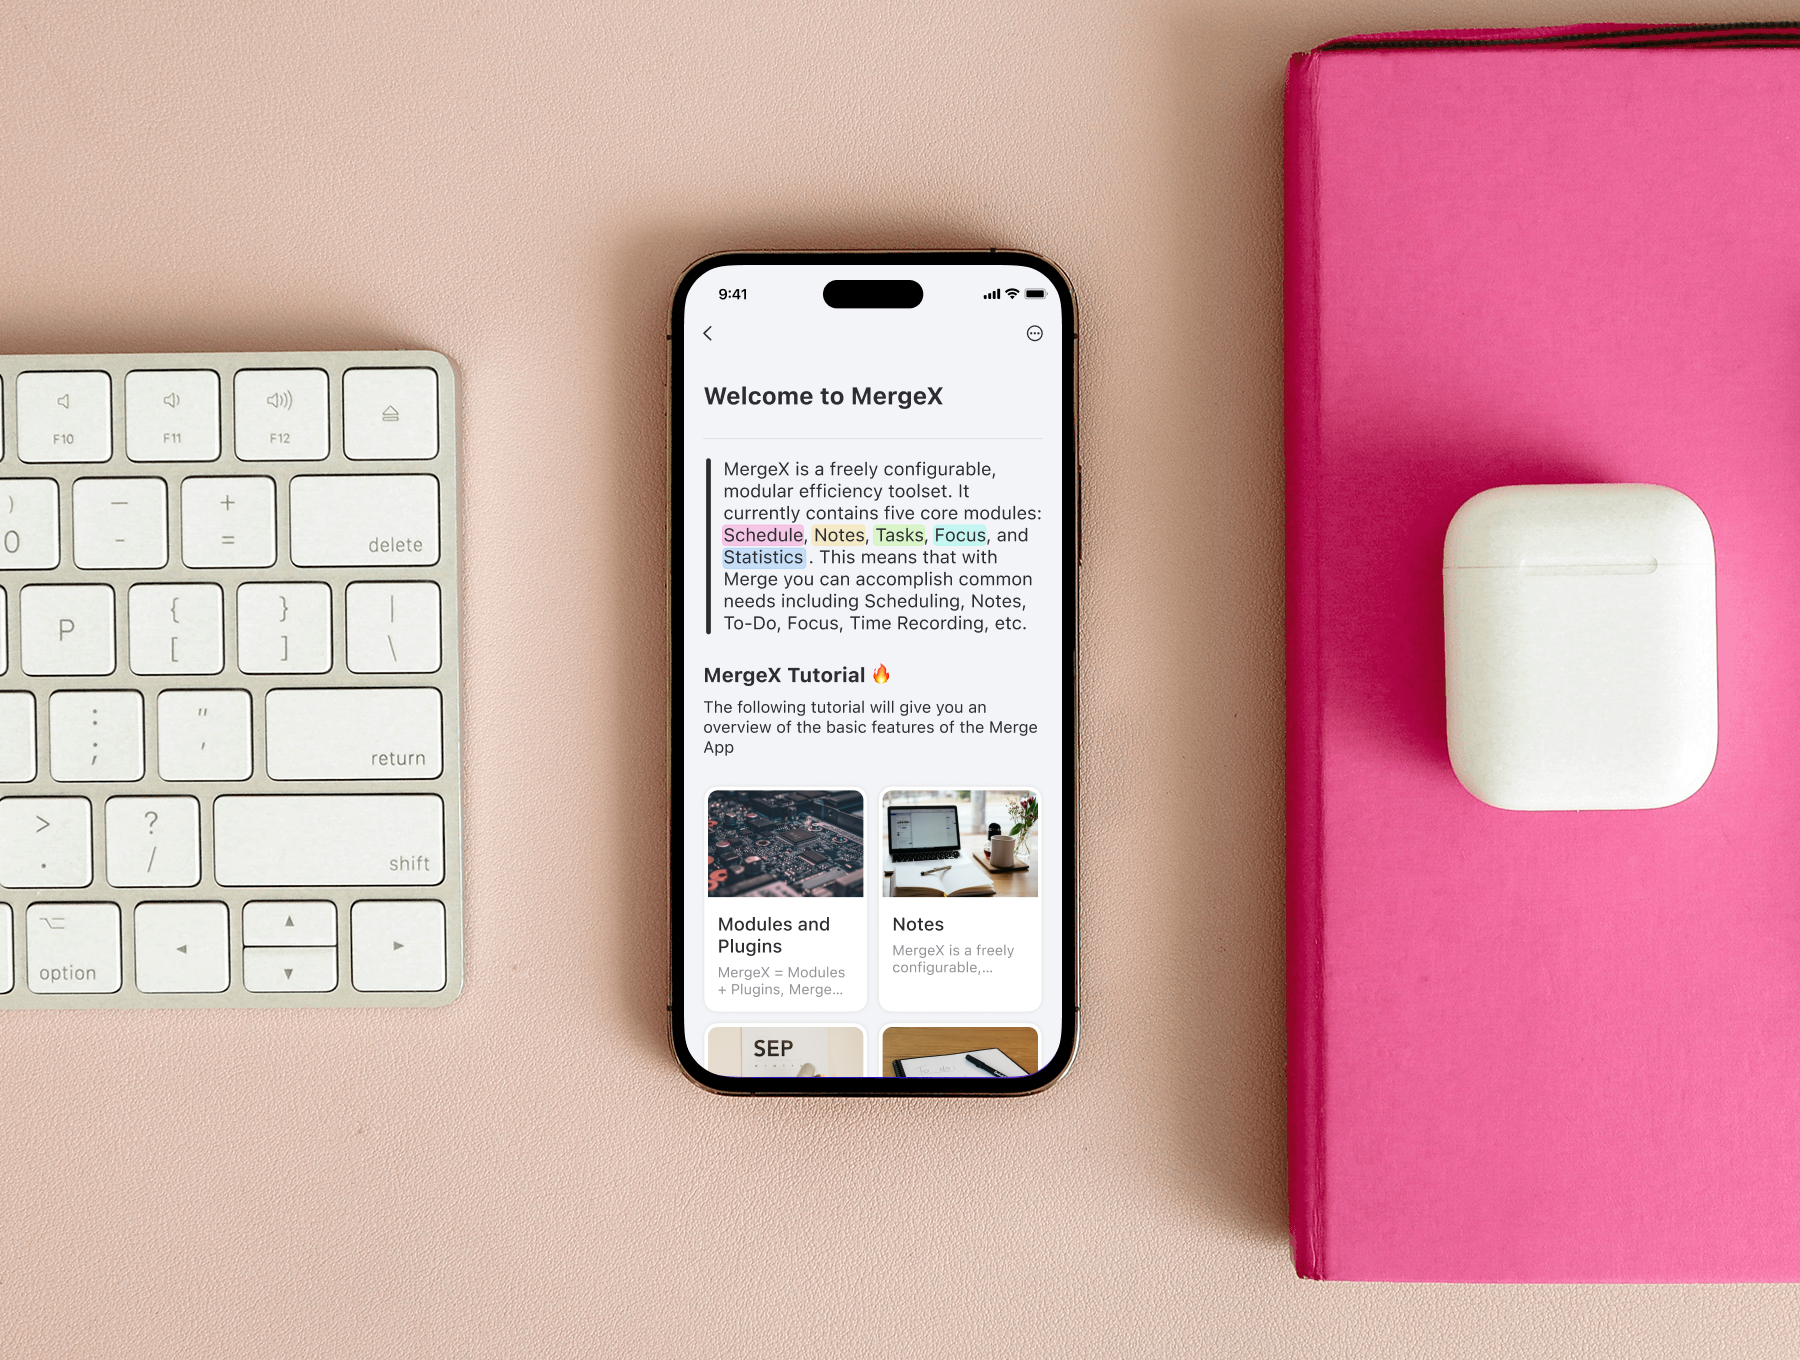 F10
F11
F12
)
0
—
-
+
=
delete
P
{
[
}
]
|
\
:
;
"
,
return
>
.
?
/
shift
option
9:41
Welcome to MergeX
MergeX is a freely configurable,
modular efficiency toolset. It
currently contains five core modules:
Schedule, Notes, Tasks, Focus, and
Statistics . This means that with
Merge you can accomplish common
needs including Scheduling, Notes,
To-Do, Focus, Time Recording, etc.
MergeX Tutorial 🔥
The following tutorial will give you an
overview of the basic features of the Merge
App
Modules and
Plugins
MergeX = Modules
+ Plugins, Merge...
Notes
MergeX is a freely
configurable,...
SEP
To do